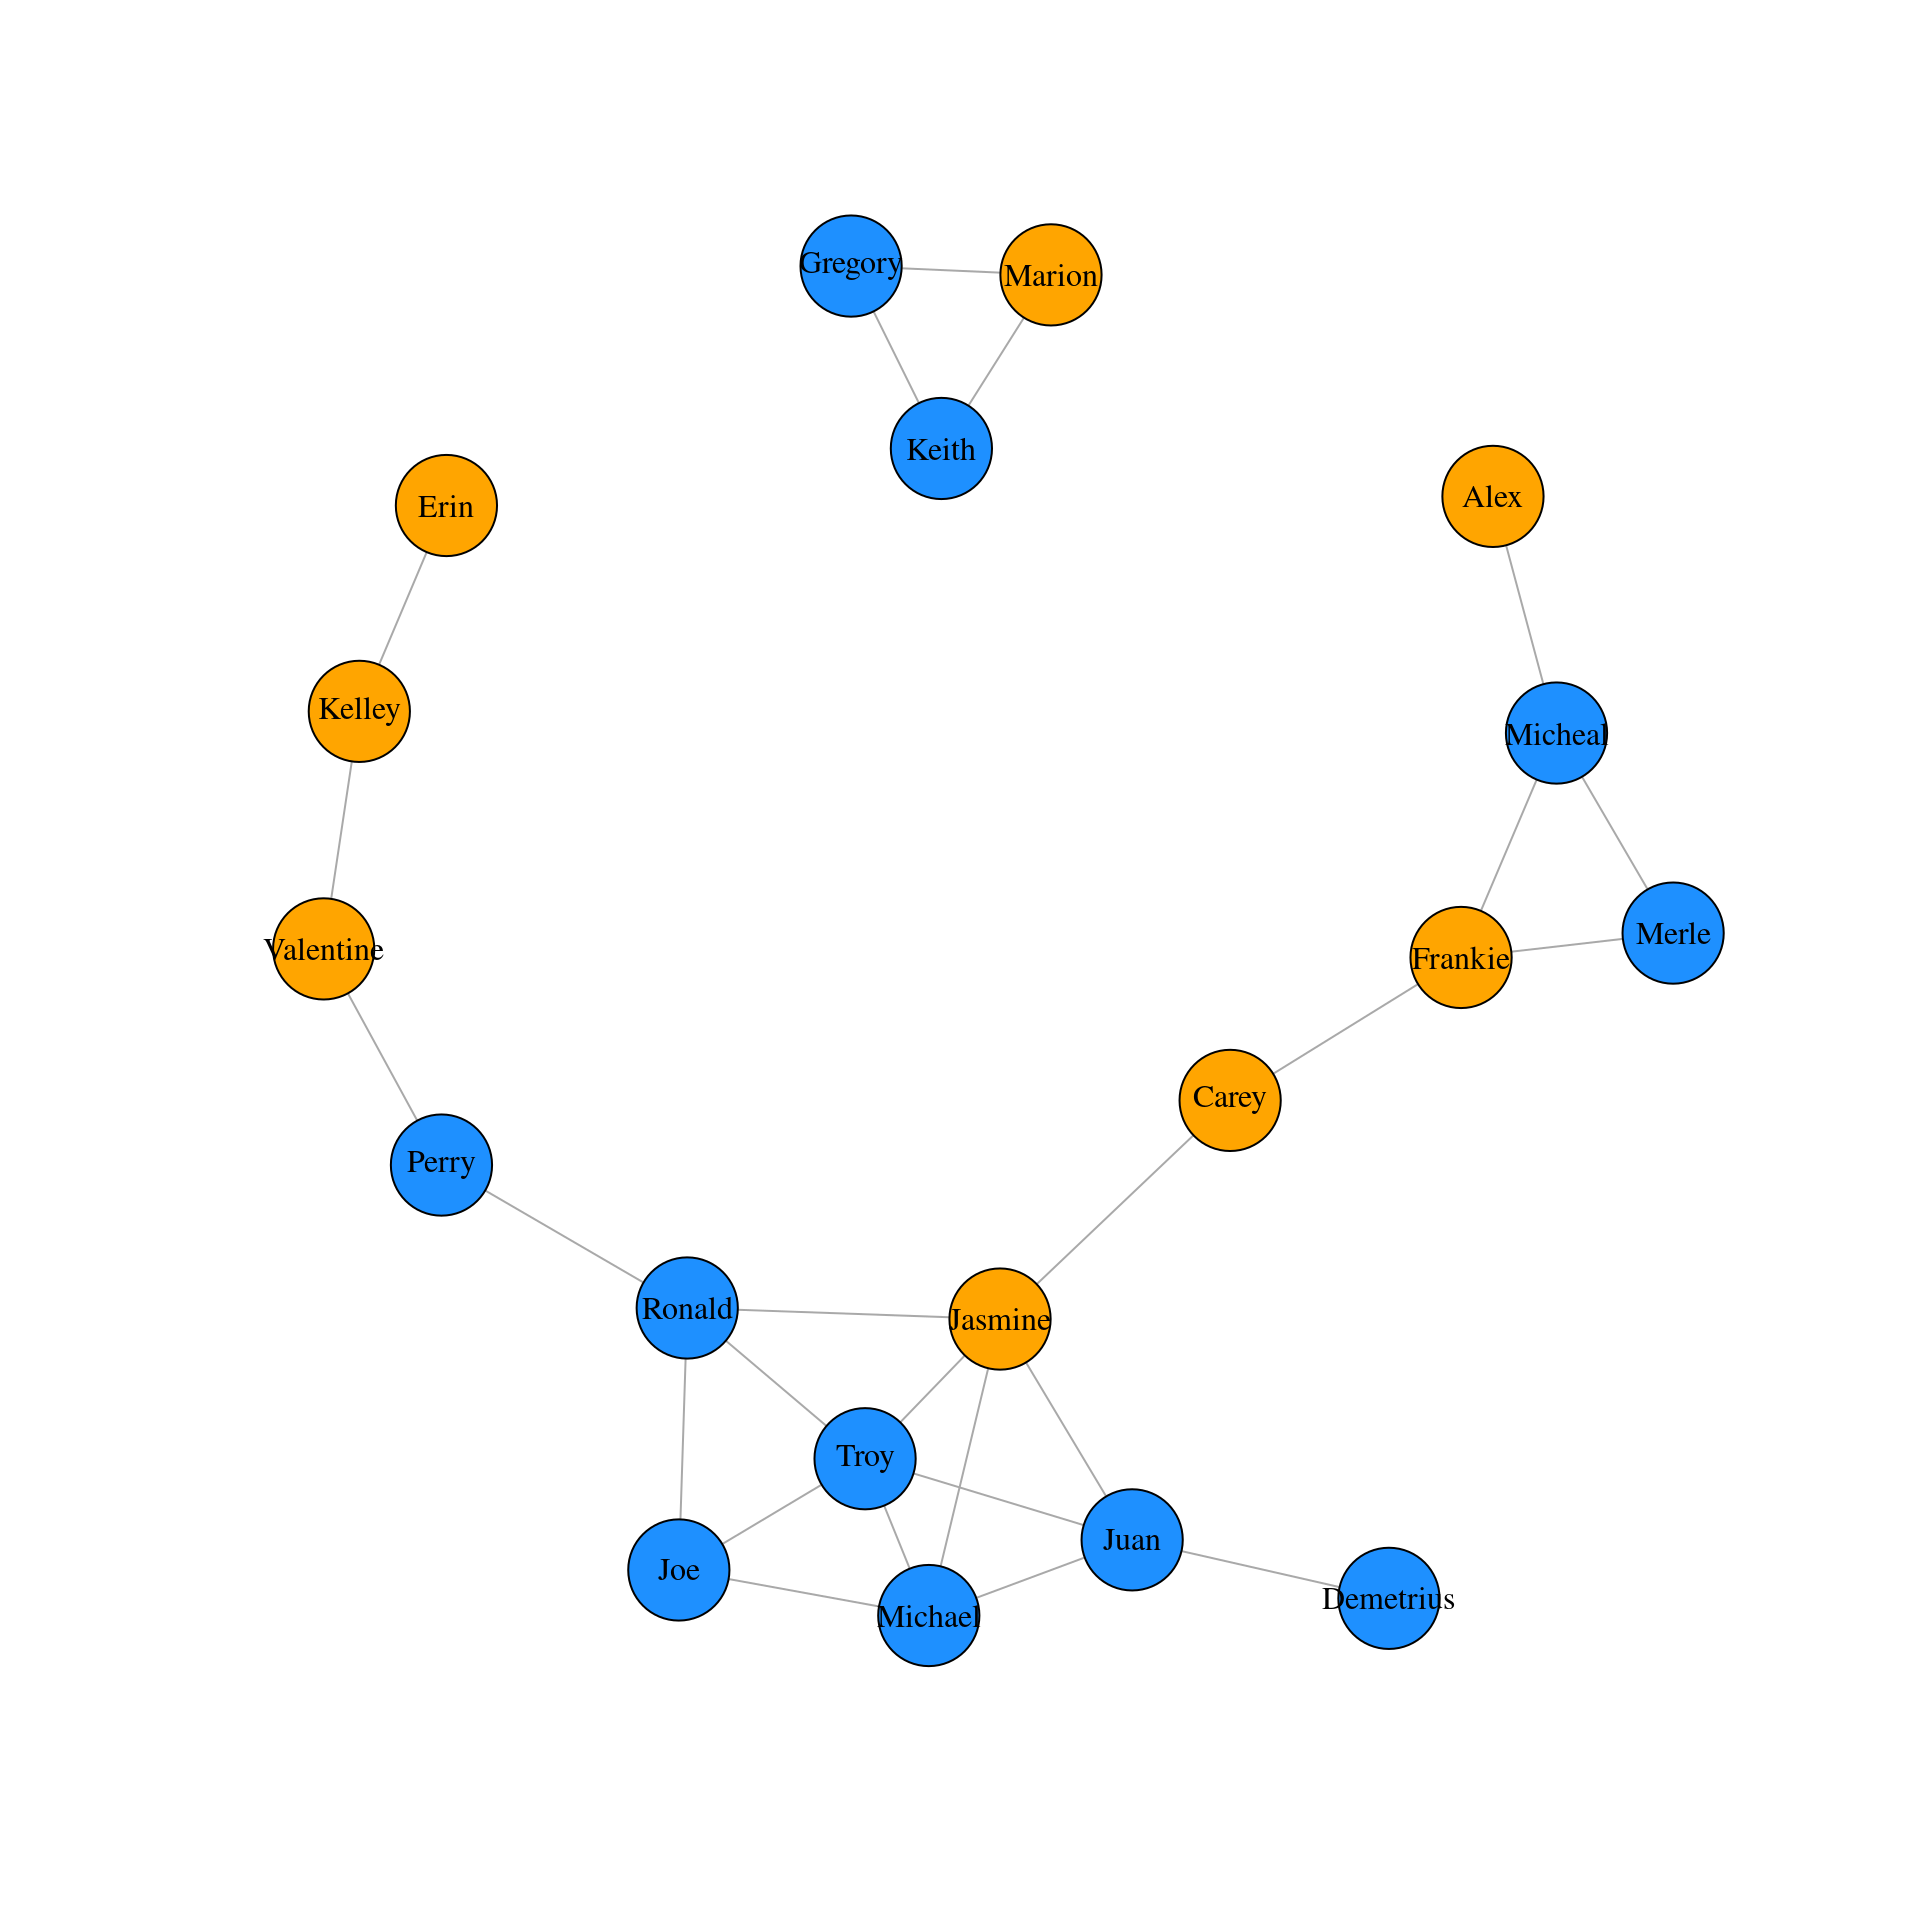 Gregory
Marion
Keith
Erin
Alex
Kelley
Micheal
Valentine
Merle
Frankie
Carey
Perry
Ronald
Jasmine
Troy
Juan
Joe
Michael
Demetrius